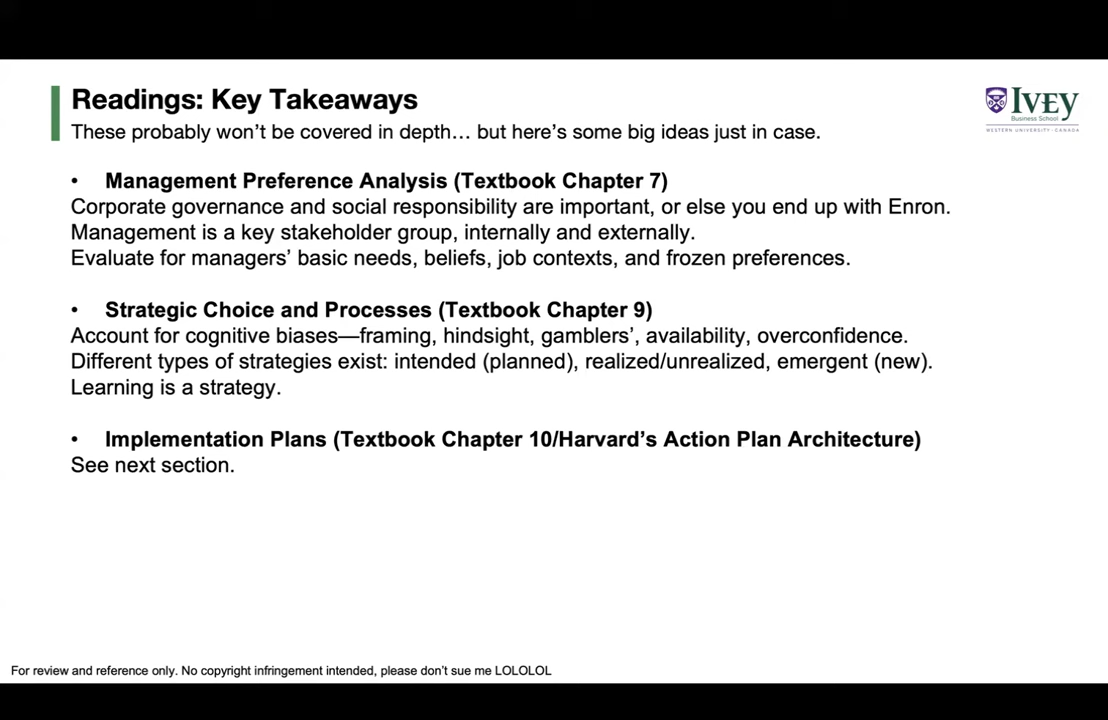 Readings: Key Takeaways
These probably won't be covered in depth… but here's some big ideas just in case.
IVEY
Business School
WESTERN UNIVERSITY · CANADA
• Management Preference Analysis (Textbook Chapter 7)
Corporate governance and social responsibility are important, or else you end up with Enron.
Management is a key stakeholder group, internally and externally.
Evaluate for managers' basic needs, beliefs, job contexts, and frozen preferences.
• Strategic Choice and Processes (Textbook Chapter 9)
Account for cognitive biases—framing, hindsight, gamblers', availability, overconfidence.
Different types of strategies exist: intended (planned), realized/unrealized, emergent (new).
Learning is a strategy.
• Implementation Plans (Textbook Chapter 10/Harvard's Action Plan Architecture)
See next section.
For review and reference only. No copyright infringement intended, please don't sue me LOLOLOL